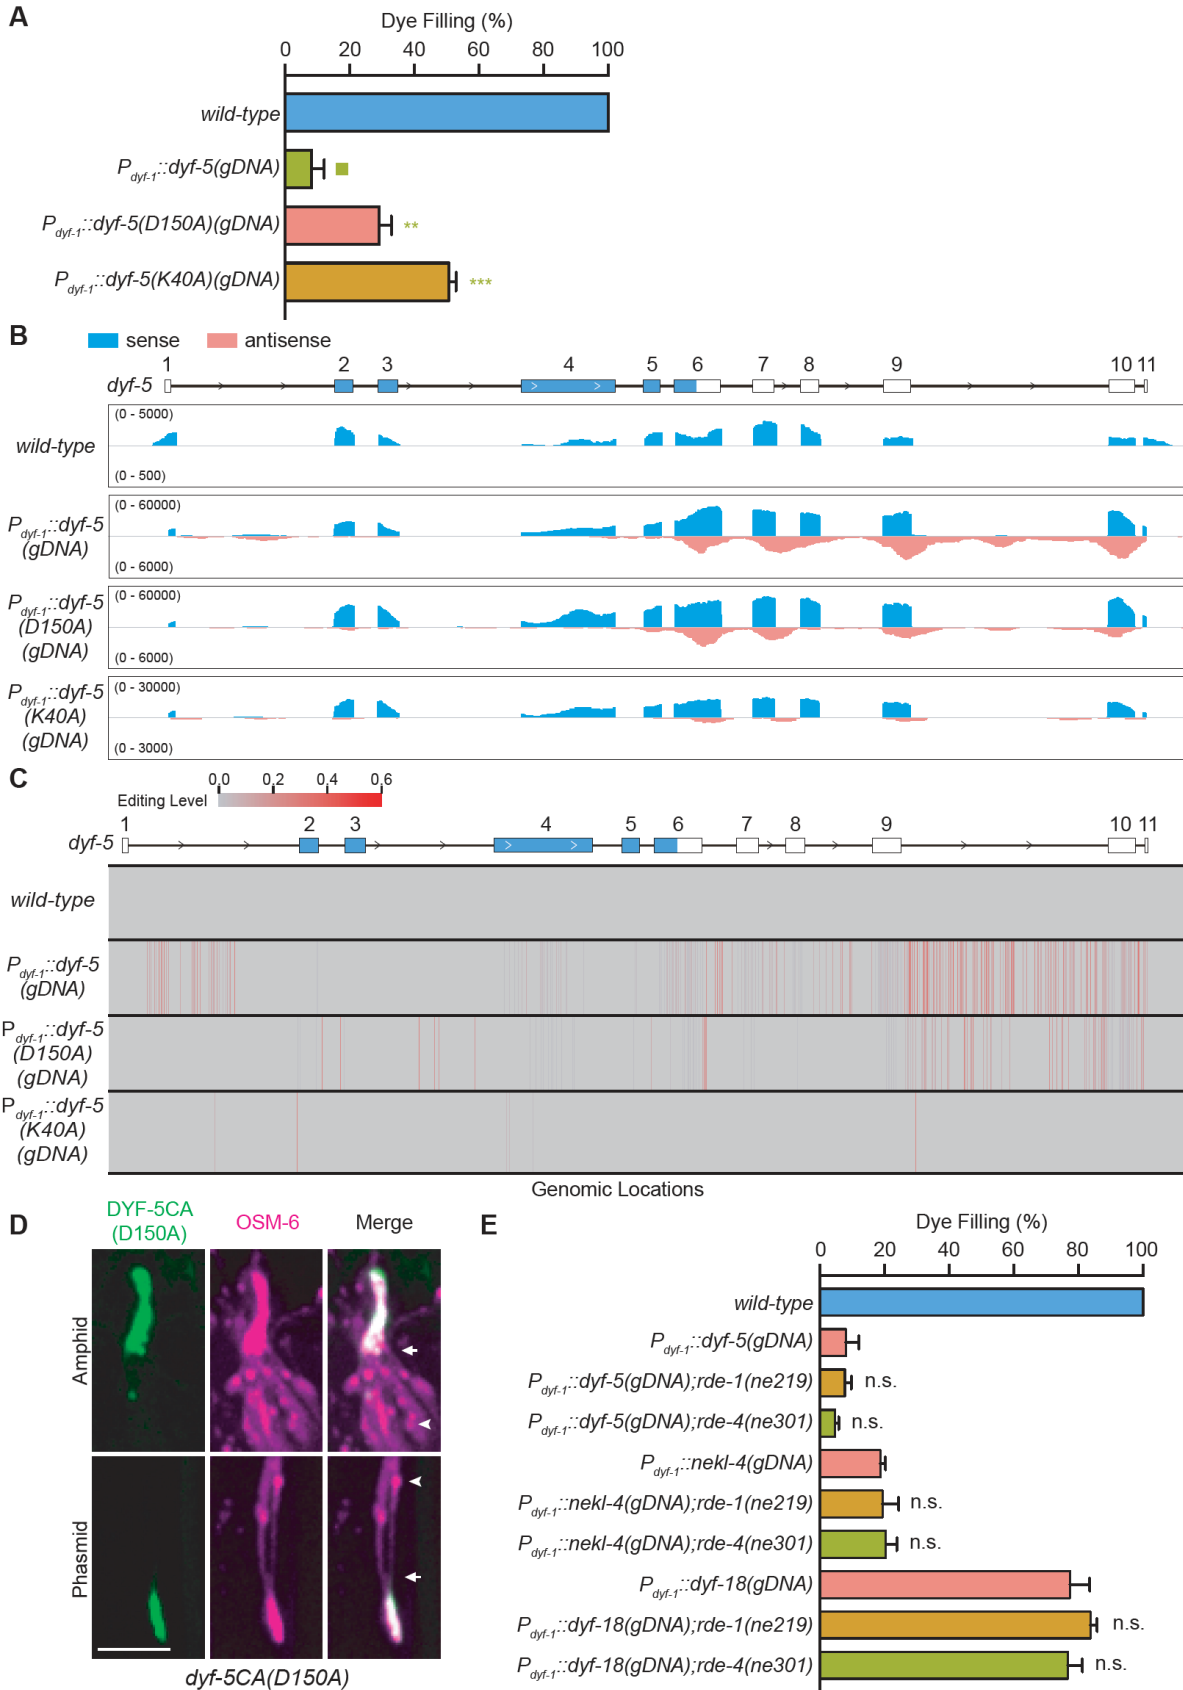 A
Dye Filling (%)
0 20 40 60 80 100
wild-type
Pdyf-1::dyf-5(gDNA)
Pdyf-1::dyf-5(D150A)(gDNA) **
Pdyf-1::dyf-5(K40A)(gDNA) ***
B
sense antisense
1 2 3 4 5 6 7 8 9 10 11
dyf-5
wild-type
(0 - 5000)
(0 - 500)
Pdyf-1::dyf-5
(gDNA)
(0 - 60000)
(0 - 6000)
Pdyf-1::dyf-5
(D150A)
(gDNA)
(0 - 60000)
(0 - 6000)
Pdyf-1::dyf-5
(K40A)
(gDNA)
(0 - 30000)
(0 - 3000)
C
0.0 0.2 0.4 0.6
Editing Level
1 2 3 4 5 6 7 8 9 10 11
dyf-5
wild-type
Pdyf-1::dyf-5
(gDNA)
Pdyf-1::dyf-5
(D150A)
(gDNA)
Pdyf-1::dyf-5
(K40A)
(gDNA)
Genomic Locations
D
DYF-5CA
(D150A)
OSM-6
Merge
Amphid
Phasmid
dyf-5CA(D150A)
E
Dye Filling (%)
0 20 40 60 80 100
wild-type
Pdyf-1::dyf-5(gDNA)
Pdyf-1::dyf-5(gDNA);rde-1(ne219) n.s.
Pdyf-1::dyf-5(gDNA);rde-4(ne301) n.s.
Pdyf-1::nekl-4(gDNA)
Pdyf-1::nekl-4(gDNA);rde-1(ne219) n.s.
Pdyf-1::nekl-4(gDNA);rde-4(ne301) n.s.
Pdyf-1::dyf-18(gDNA)
Pdyf-1::dyf-18(gDNA);rde-1(ne219) n.s.
Pdyf-1::dyf-18(gDNA);rde-4(ne301) n.s.